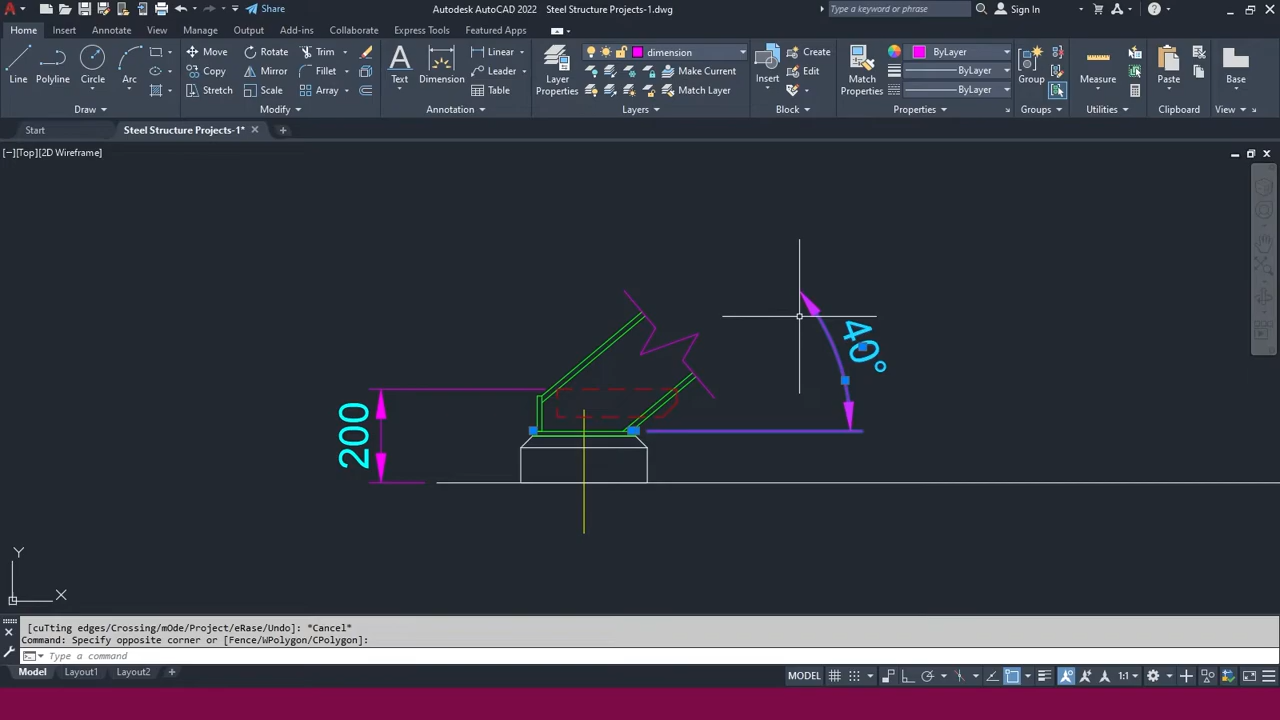 Autodesk AutoCAD 2022 Steel Structure Projects-1.dwg
Share
Type a keyword or phrase
Sign In
Home Insert Annotate View Manage Output Add-ins Collaborate Express Tools Featured Apps
Line Polyline Circle Arc
Move Rotate Trim
Copy Mirror Fillet
Stretch Scale Array
Text Dimension
Linear
Leader
Table
Layer Properties
dimension
Make Current
Match Layer
Insert
Create
Edit
Match Properties
ByLayer
ByLayer
ByLayer
Group
Measure
Paste
Base
Draw Modify Annotation Layers Block Properties Groups Utilities Clipboard View
Start Steel Structure Projects-1*
[−][Top][2D Wireframe]
40°
200
Y
X
[cuTting edges/Crossing/mOde/Project/eRase/Undo]: *Cancel*
Command: Specify opposite corner or [Fence/WPolygon/CPolygon]:
Type a command
Model Layout1 Layout2 MODEL 1:1